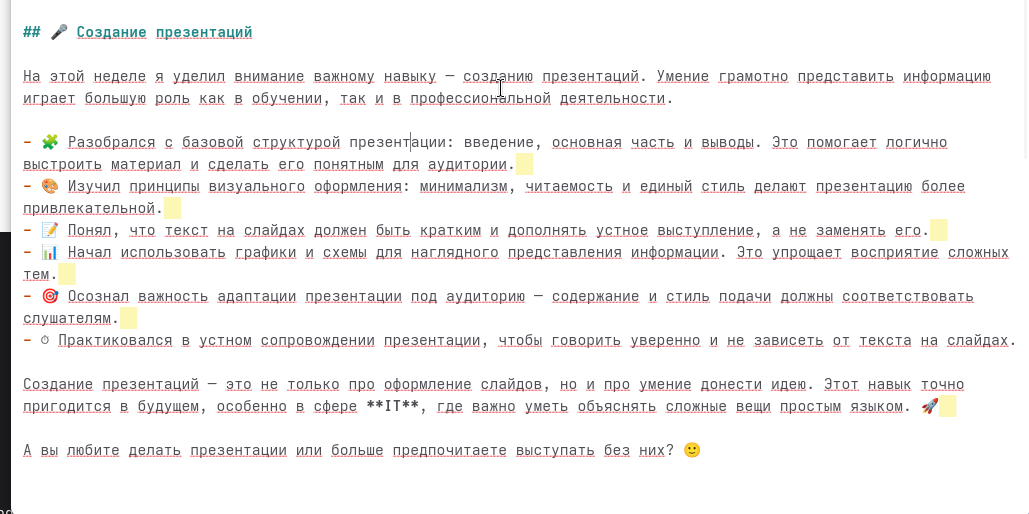 ## 🎤 Создание презентаций
На этой неделе я уделил внимание важному навыку — созданию презентаций. Умение грамотно представить информацию
играет большую роль как в обучении, так и в профессиональной деятельности.
- 🧩 Разобрался с базовой структурой презентации: введение, основная часть и выводы. Это помогает логично
выстроить материал и сделать его понятным для аудитории.
- 🎨 Изучил принципы визуального оформления: минимализм, читаемость и единый стиль делают презентацию более
привлекательной.
- 📝 Понял, что текст на слайдах должен быть кратким и дополнять устное выступление, а не заменять его.
- 📊 Начал использовать графики и схемы для наглядного представления информации. Это упрощает восприятие сложных
тем.
- 🎯 Осознал важность адаптации презентации под аудиторию — содержание и стиль подачи должны соответствовать
слушателям.
- ⏱ Практиковался в устном сопровождении презентации, чтобы говорить уверенно и не зависеть от текста на слайдах.
Создание презентаций — это не только про оформление слайдов, но и про умение донести идею. Этот навык точно
пригодится в будущем, особенно в сфере **IT**, где важно уметь объяснять сложные вещи простым языком. 🚀
А вы любите делать презентации или больше предпочитаете выступать без них? 🙂